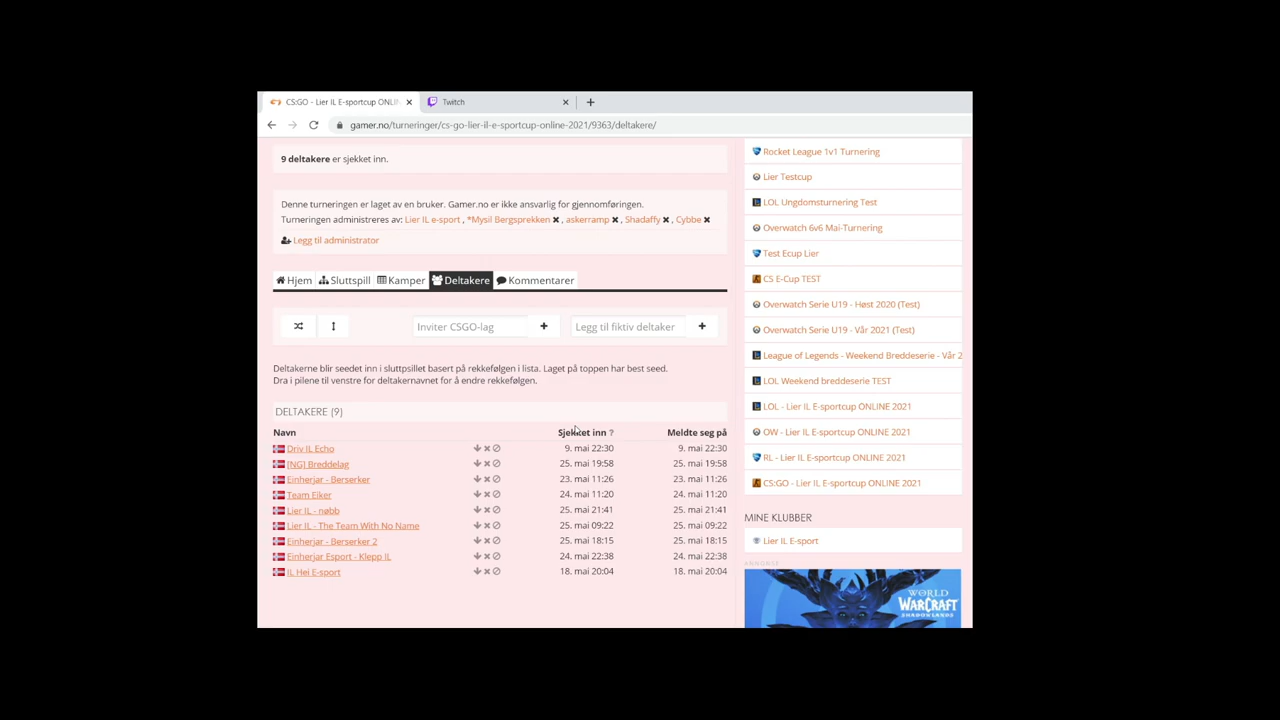 CS:GO - Lier IL E-sportcup ONLIN
Twitch
gamer.no/turneringer/cs-go-lier-il-e-sportcup-online-2021/9363/deltakere/
9 deltakere er sjekket inn.
Denne turneringen er laget av en bruker. Gamer.no er ikke ansvarlig for gjennomføringen.
Turneringen administreres av: Lier IL e-sport , *Mysil Bergsprekken ✖ , askerramp ✖ , Shadaffy ✖ , Cybbe ✖
Legg til administrator
Hjem Sluttspill Kamper Deltakere Kommentarer
Inviter CSGO-lag + Legg til fiktiv deltaker +
Deltakerne blir seedet inn i sluttpsillet basert på rekkefølgen i lista. Laget på toppen har best seed.
Dra i pilene til venstre for deltakernavnet for å endre rekkefølgen.
DELTAKERE (9)
Navn Sjekket inn ? Meldte seg på
Driv IL Echo 9. mai 22:30 9. mai 22:30
[NG] Breddelag 25. mai 19:58 25. mai 19:58
Einherjar - Berserker 23. mai 11:26 23. mai 11:26
Team Eiker 24. mai 11:20 24. mai 11:20
Lier IL - nøbb 25. mai 21:41 25. mai 21:41
Lier IL - The Team With No Name 25. mai 09:22 25. mai 09:22
Einherjar - Berserker 2 25. mai 18:15 25. mai 18:15
Einherjar Esport - Klepp IL 24. mai 22:38 24. mai 22:38
IL Hei E-sport 18. mai 20:04 18. mai 20:04
Rocket League 1v1 Turnering
Lier Testcup
LOL Ungdomsturnering Test
Overwatch 6v6 Mai-Turnering
Test Ecup Lier
CS E-Cup TEST
Overwatch Serie U19 - Høst 2020 (Test)
Overwatch Serie U19 - Vår 2021 (Test)
League of Legends - Weekend Breddeserie - Vår 2
LOL Weekend breddeserie TEST
LOL - Lier IL E-sportcup ONLINE 2021
OW - Lier IL E-sportcup ONLINE 2021
RL - Lier IL E-sportcup ONLINE 2021
CS:GO - Lier IL E-sportcup ONLINE 2021
MINE KLUBBER
Lier IL E-sport
ANNONSE
WORLD
OF
WARCRAFT
SHADOWLANDS